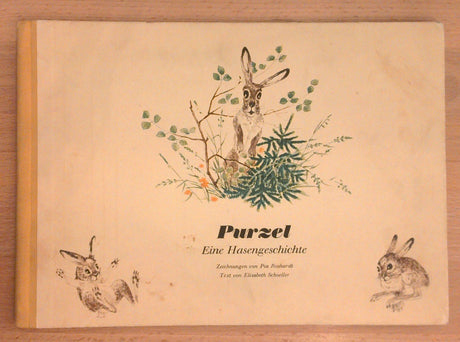 Purzel
Eine Hasengeschichte
Zeichnungen von Pia Roshardt
Text von Elisabeth Schoeller